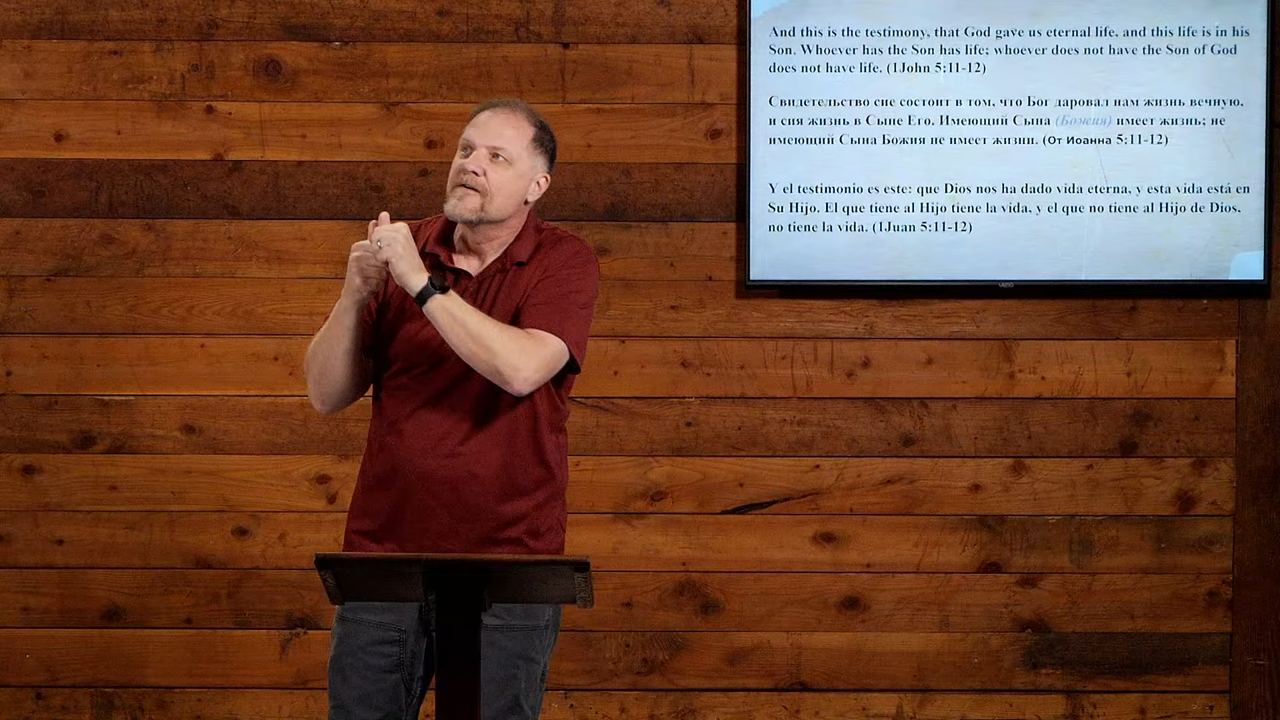 And this is the testimony, that God gave us eternal life, and this life is in his
Son. Whoever has the Son has life; whoever does not have the Son of God
does not have life. (1John 5:11-12)
Свидетельство сие состоит в том, что Бог даровал нам жизнь вечную,
и сия жизнь в Сыне Его. Имеющий Сына (Божия) имеет жизнь; не
имеющий Сына Божия не имеет жизни. (От Иоанна 5:11-12)
Y el testimonio es este: que Dios nos ha dado vida eterna, y esta vida está en
Su Hijo. El que tiene al Hijo tiene la vida, y el que no tiene al Hijo de Dios,
no tiene la vida. (1Juan 5:11-12)
VIZIO